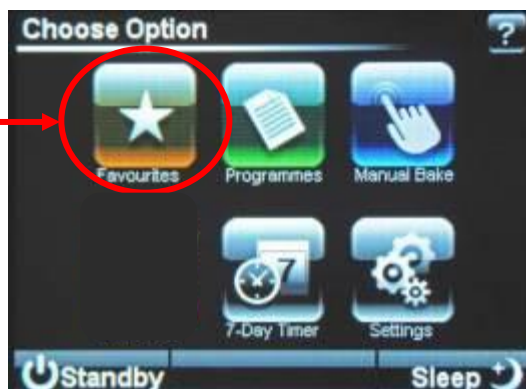 Choose Option
?
Favourites Programmes Manual Bake
7
7-Day Timer Settings
Standby Sleep